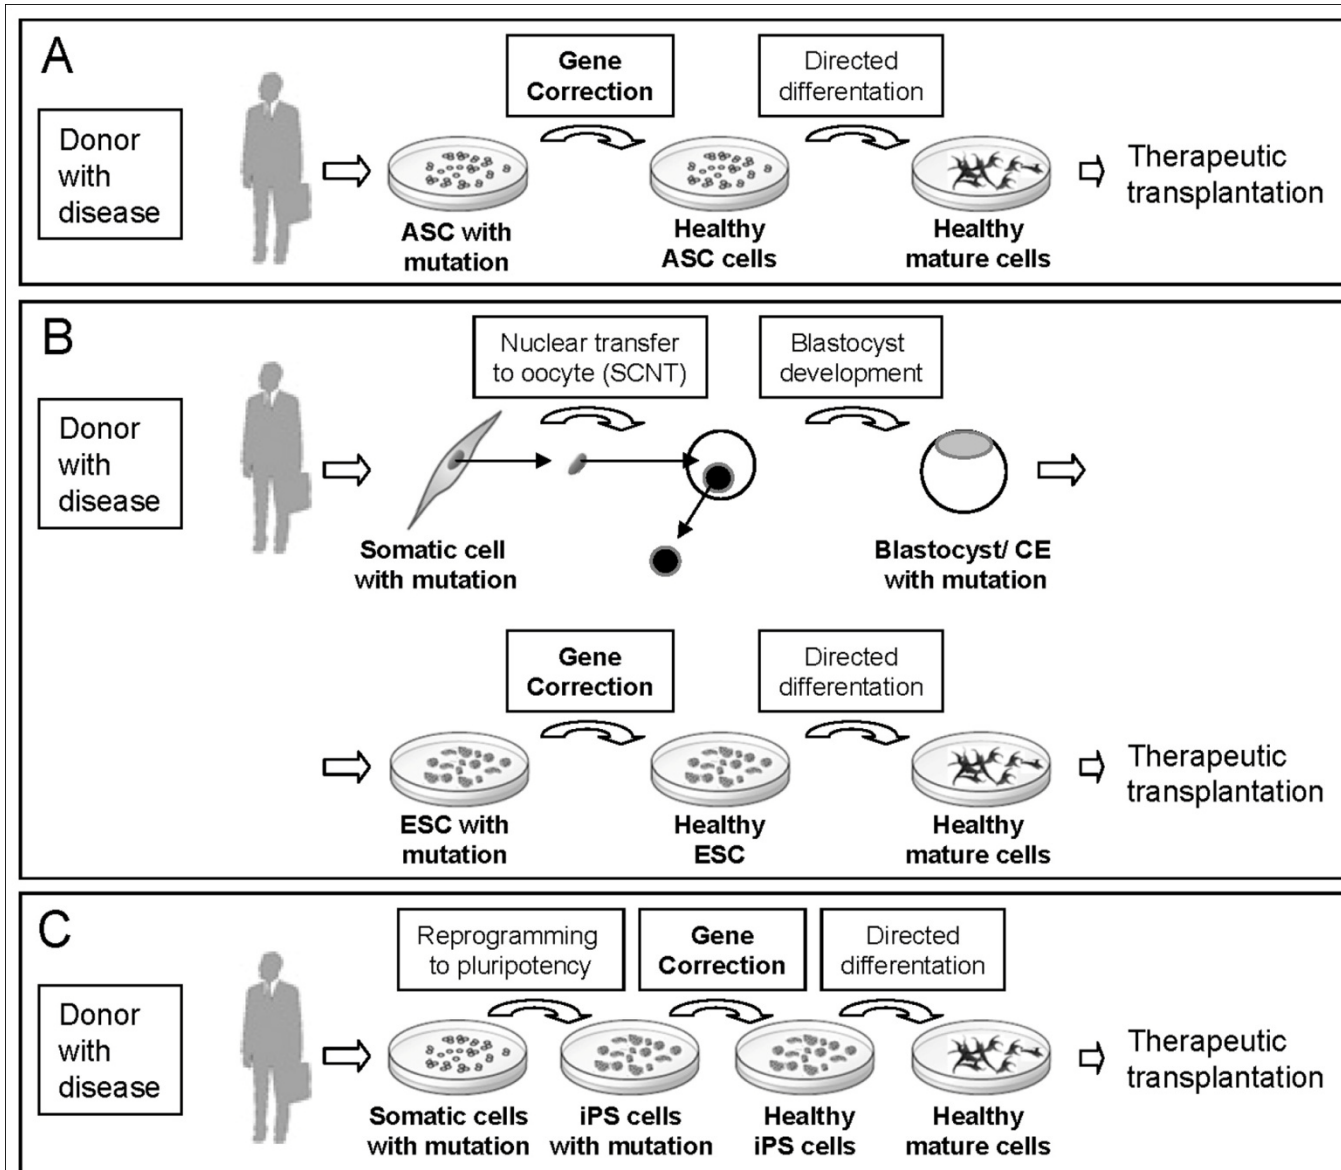 A
Donor
with
disease
Gene
Correction
Directed
differentation
ASC with
mutation
Healthy
ASC cells
Healthy
mature cells
Therapeutic
transplantation
B
Donor
with
disease
Nuclear transfer
to oocyte (SCNT)
Blastocyst
development
Somatic cell
with mutation
Blastocyst/ CE
with mutation
Gene
Correction
Directed
differentation
ESC with
mutation
Healthy
ESC
Healthy
mature cells
Therapeutic
transplantation
C
Donor
with
disease
Reprogramming
to pluripotency
Gene
Correction
Directed
differentation
Somatic cells
with mutation
iPS cells
with mutation
Healthy
iPS cells
Healthy
mature cells
Therapeutic
transplantation